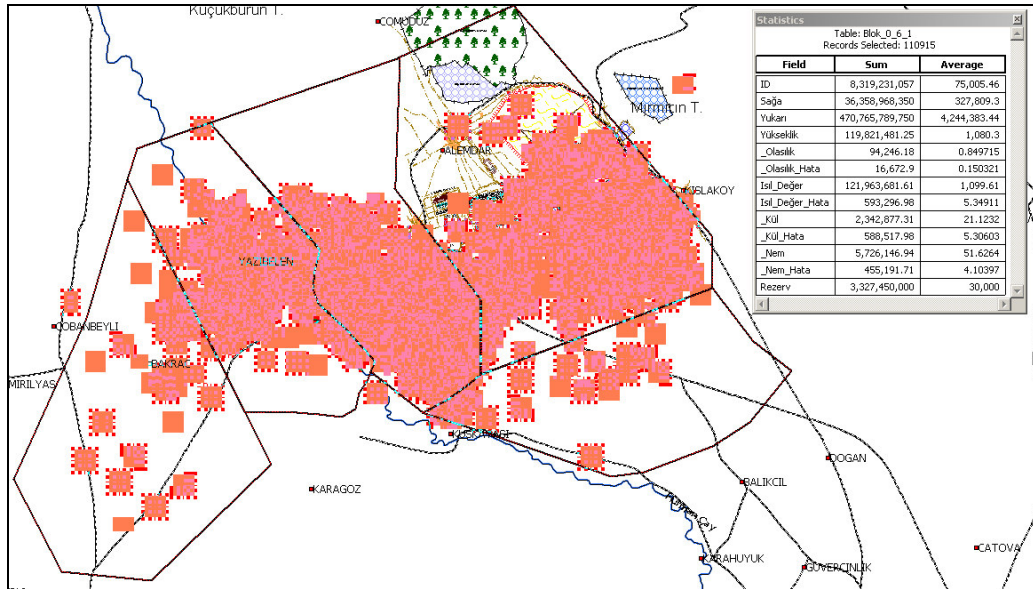 Küçükburun T.
COMUDUZ
Mırmıçın T.
ALEMDAR
KISLAKOY
COBANBEYLI
BAKRAC
MIRILYAS
KARAGOZ
DOGAN
BALIKCIL
KARAHUYUK
GUVERCINLIK
CATOVA
Statistics
Table: Blok_0_6_1
Records Selected: 110915
Field Sum Average
ID 8,319,231,057 75,005.46
Sağa 36,358,968,350 327,809.3
Yukarı 470,765,789,750 4,244,383.44
Yükseklik 119,821,481.25 1,080.3
_Olasılık 94,246.18 0.849715
_Olasılık_Hata 16,672.9 0.150321
Isıl_Değer 121,963,681.61 1,099.61
Isıl_Değer_Hata 593,296.98 5.34911
_Kül 2,342,877.31 21.1232
_Kül_Hata 588,517.98 5.30603
_Nem 5,726,146.94 51.6264
_Nem_Hata 455,191.71 4.10397
Rezerv 3,327,450,000 30,000